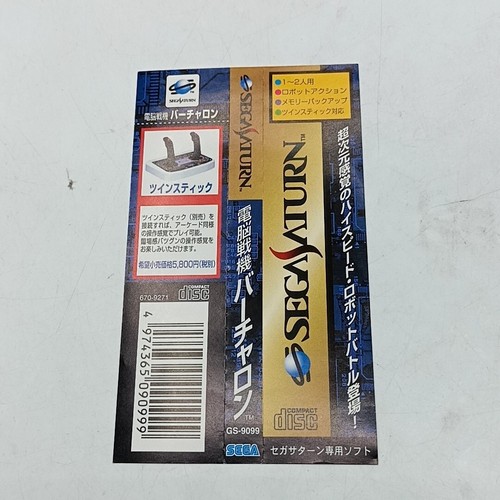 SEGASATURN
電脳戦機 バーチャロン
ツインスティック
ツインスティック（別売）を
接続すれば、アーケード同様
の操作感覚でプレイ可能。
臨場感バツグンの操作感覚を
お楽しみいただけます。
希望小売価格5,800円(税別)
670-9271
COMPACT
disc
4 974365 090999
SEGASATURN™
電脳戦機バーチャロン™
GS-9099
SEGA
●1〜2人用
●ロボットアクション
●メモリーバックアップ
●ツインスティック対応
SEGASATURN™
COMPACT
disc
超次元感覚のハイスピード・ロボットバトル登場！
セガサターン専用ソフト